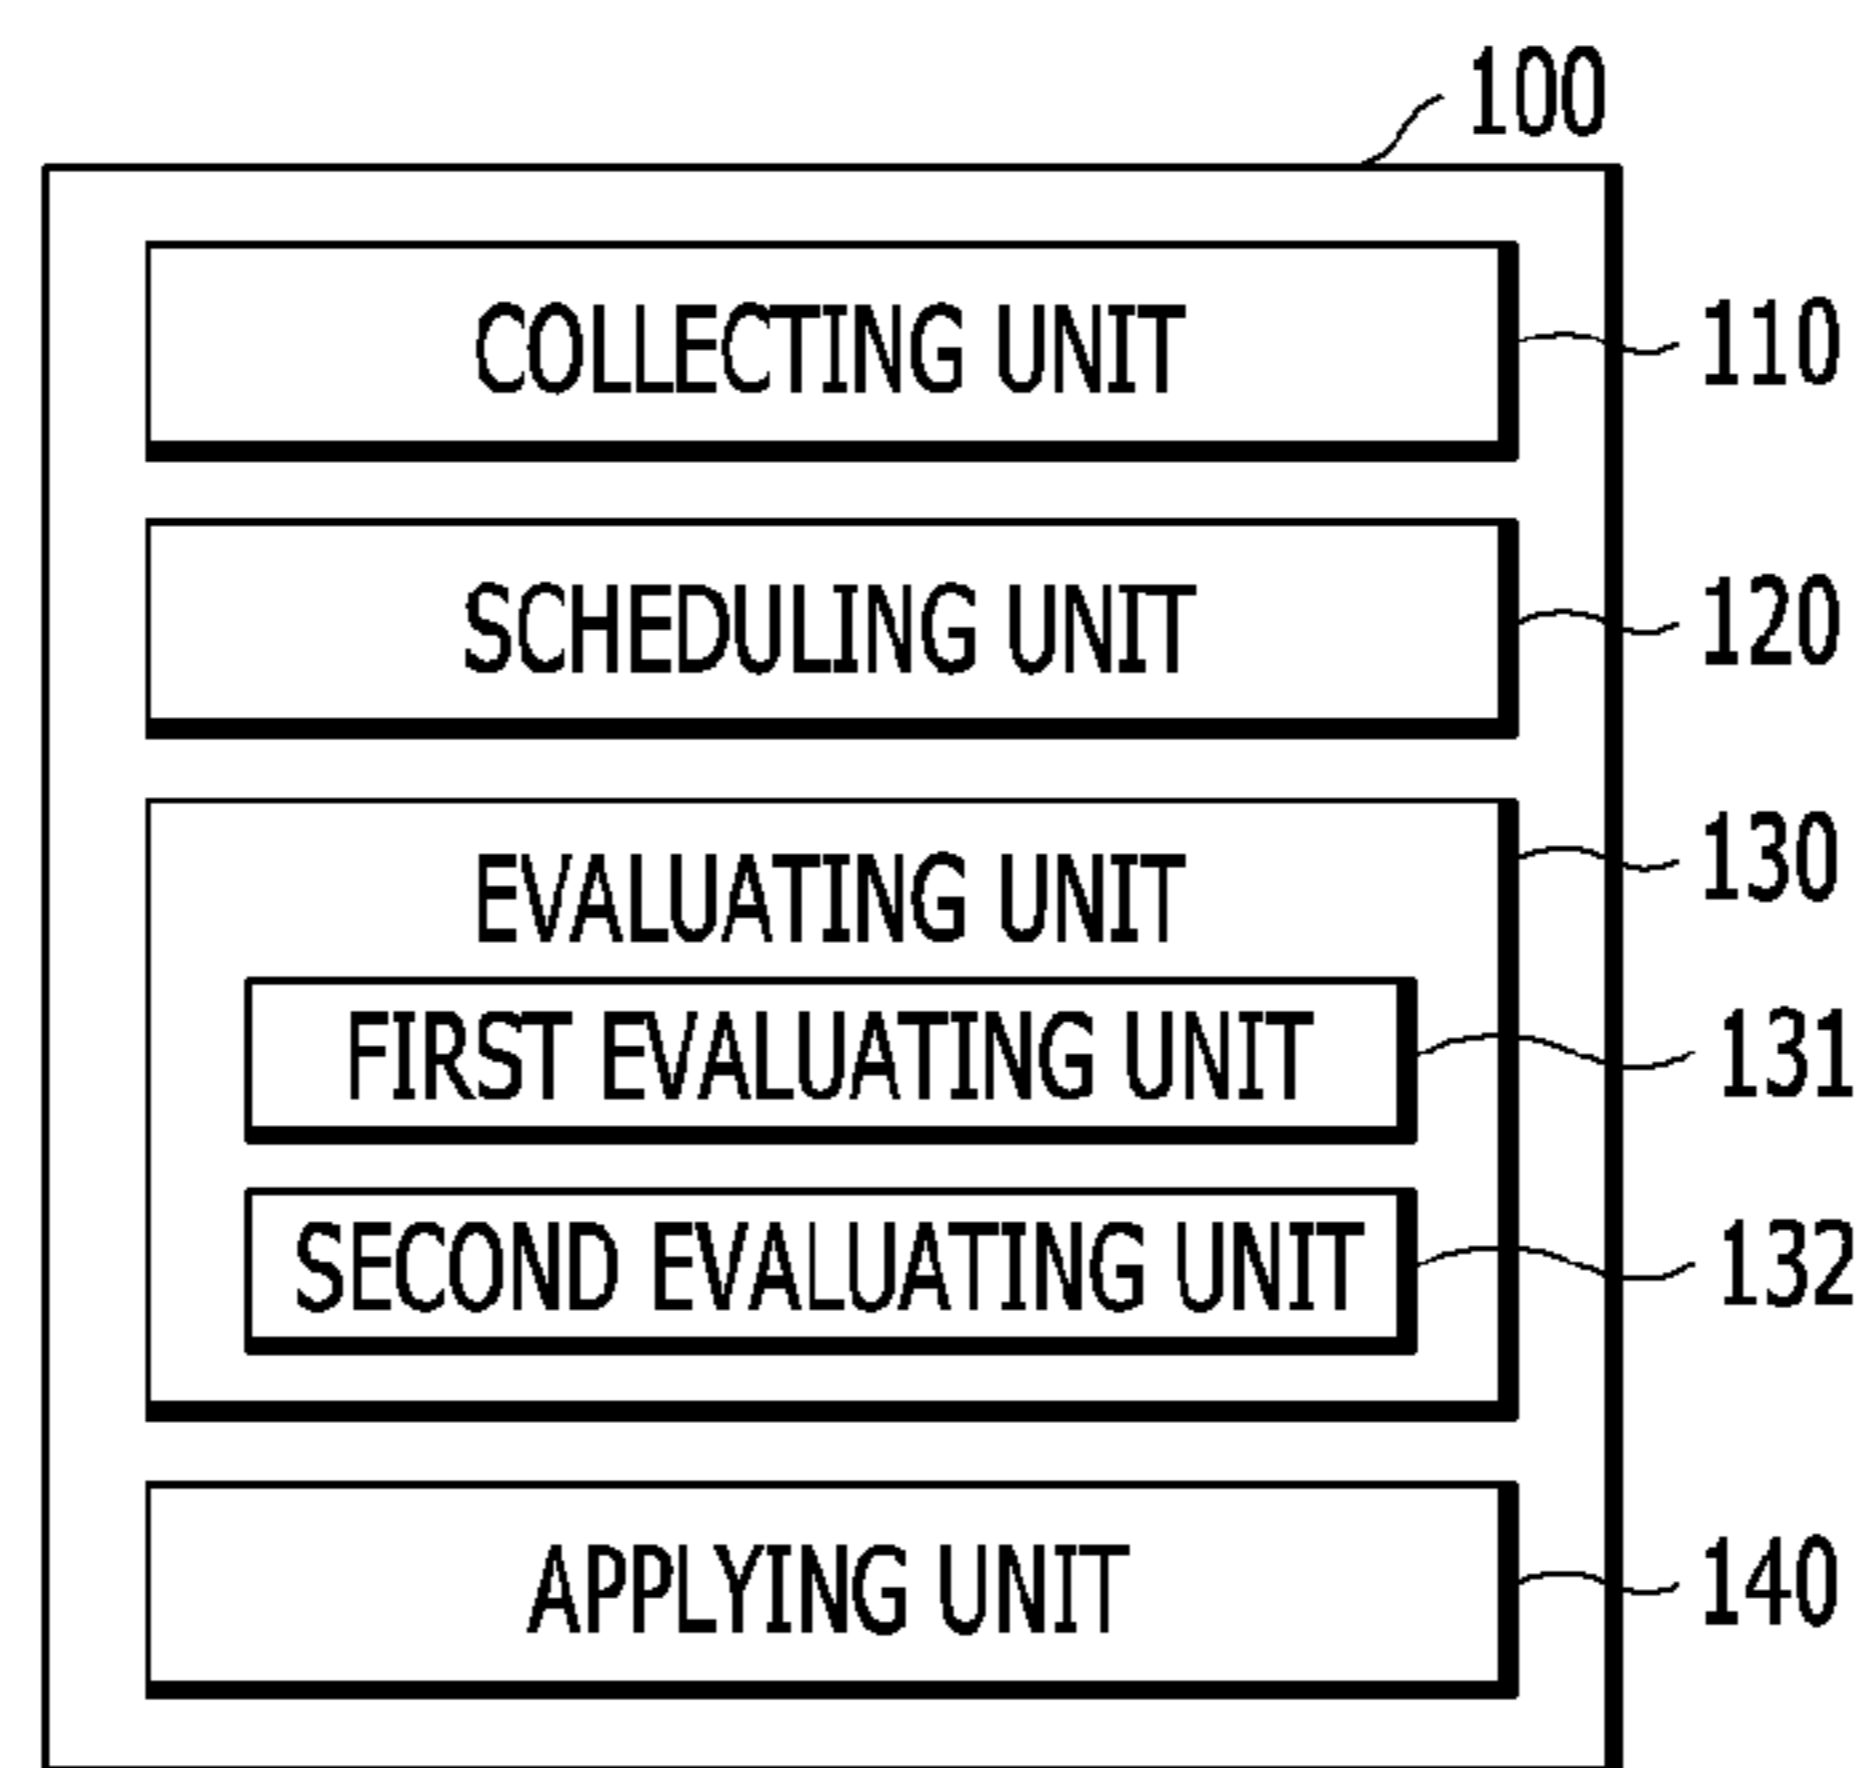 100
COLLECTING UNIT 110
SCHEDULING UNIT 120
EVALUATING UNIT 130
FIRST EVALUATING UNIT 131
SECOND EVALUATING UNIT 132
APPLYING UNIT 140